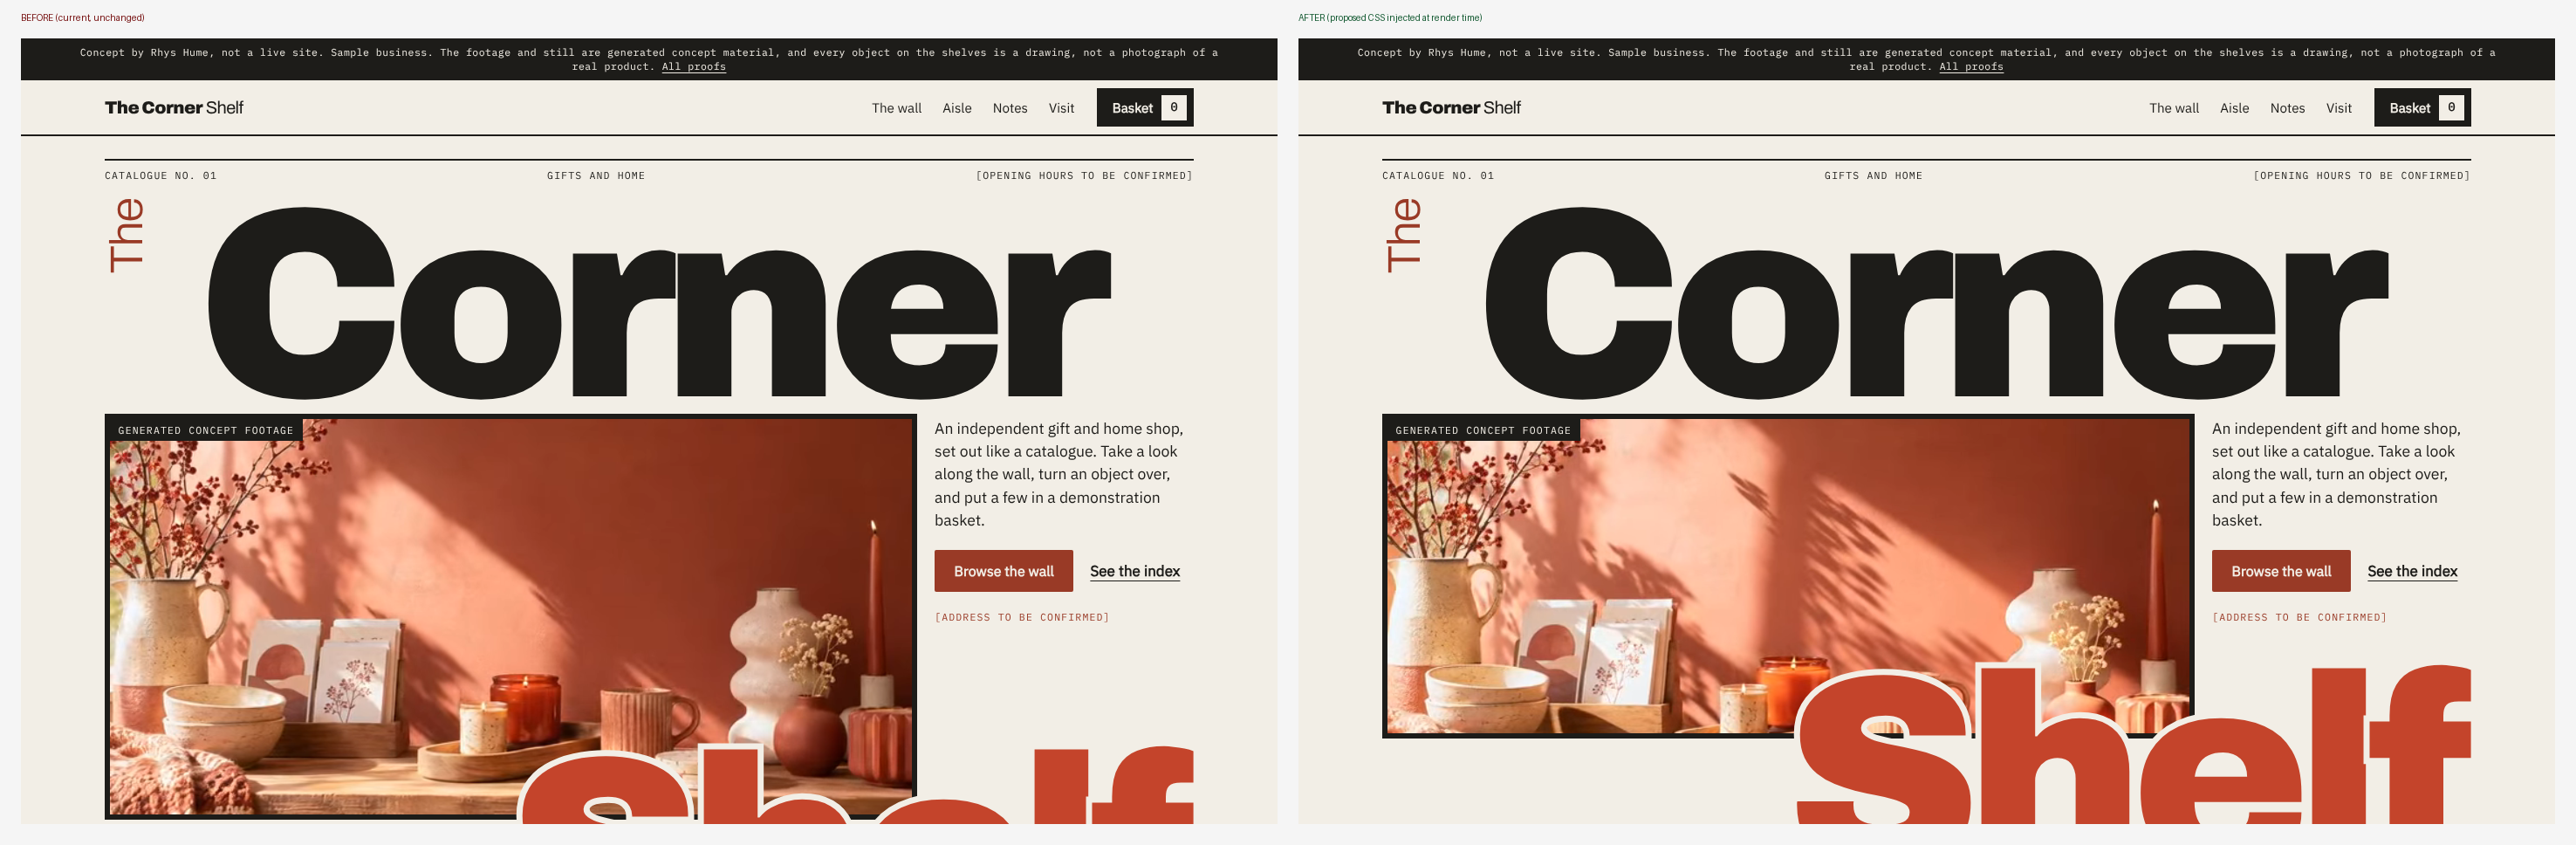 BEFORE (current, unchanged)
Concept by Rhys Hume, not a live site. Sample business. The footage and still are generated concept material, and every object on the shelves is a drawing, not a photograph of a
real product. All proofs
The Corner Shelf
The wall
Aisle
Notes
Visit
Basket 0
CATALOGUE NO. 01
GIFTS AND HOME
[OPENING HOURS TO BE CONFIRMED]
The
Corner
GENERATED CONCEPT FOOTAGE
An independent gift and home shop,
set out like a catalogue. Take a look
along the wall, turn an object over,
and put a few in a demonstration
basket.
Browse the wall
See the index
[ADDRESS TO BE CONFIRMED]
Shelf
AFTER (proposed CSS injected at render time)
Concept by Rhys Hume, not a live site. Sample business. The footage and still are generated concept material, and every object on the shelves is a drawing, not a photograph of a
real product. All proofs
The Corner Shelf
The wall
Aisle
Notes
Visit
Basket 0
CATALOGUE NO. 01
GIFTS AND HOME
[OPENING HOURS TO BE CONFIRMED]
The
Corner
GENERATED CONCEPT FOOTAGE
An independent gift and home shop,
set out like a catalogue. Take a look
along the wall, turn an object over,
and put a few in a demonstration
basket.
Browse the wall
See the index
[ADDRESS TO BE CONFIRMED]
Shelf